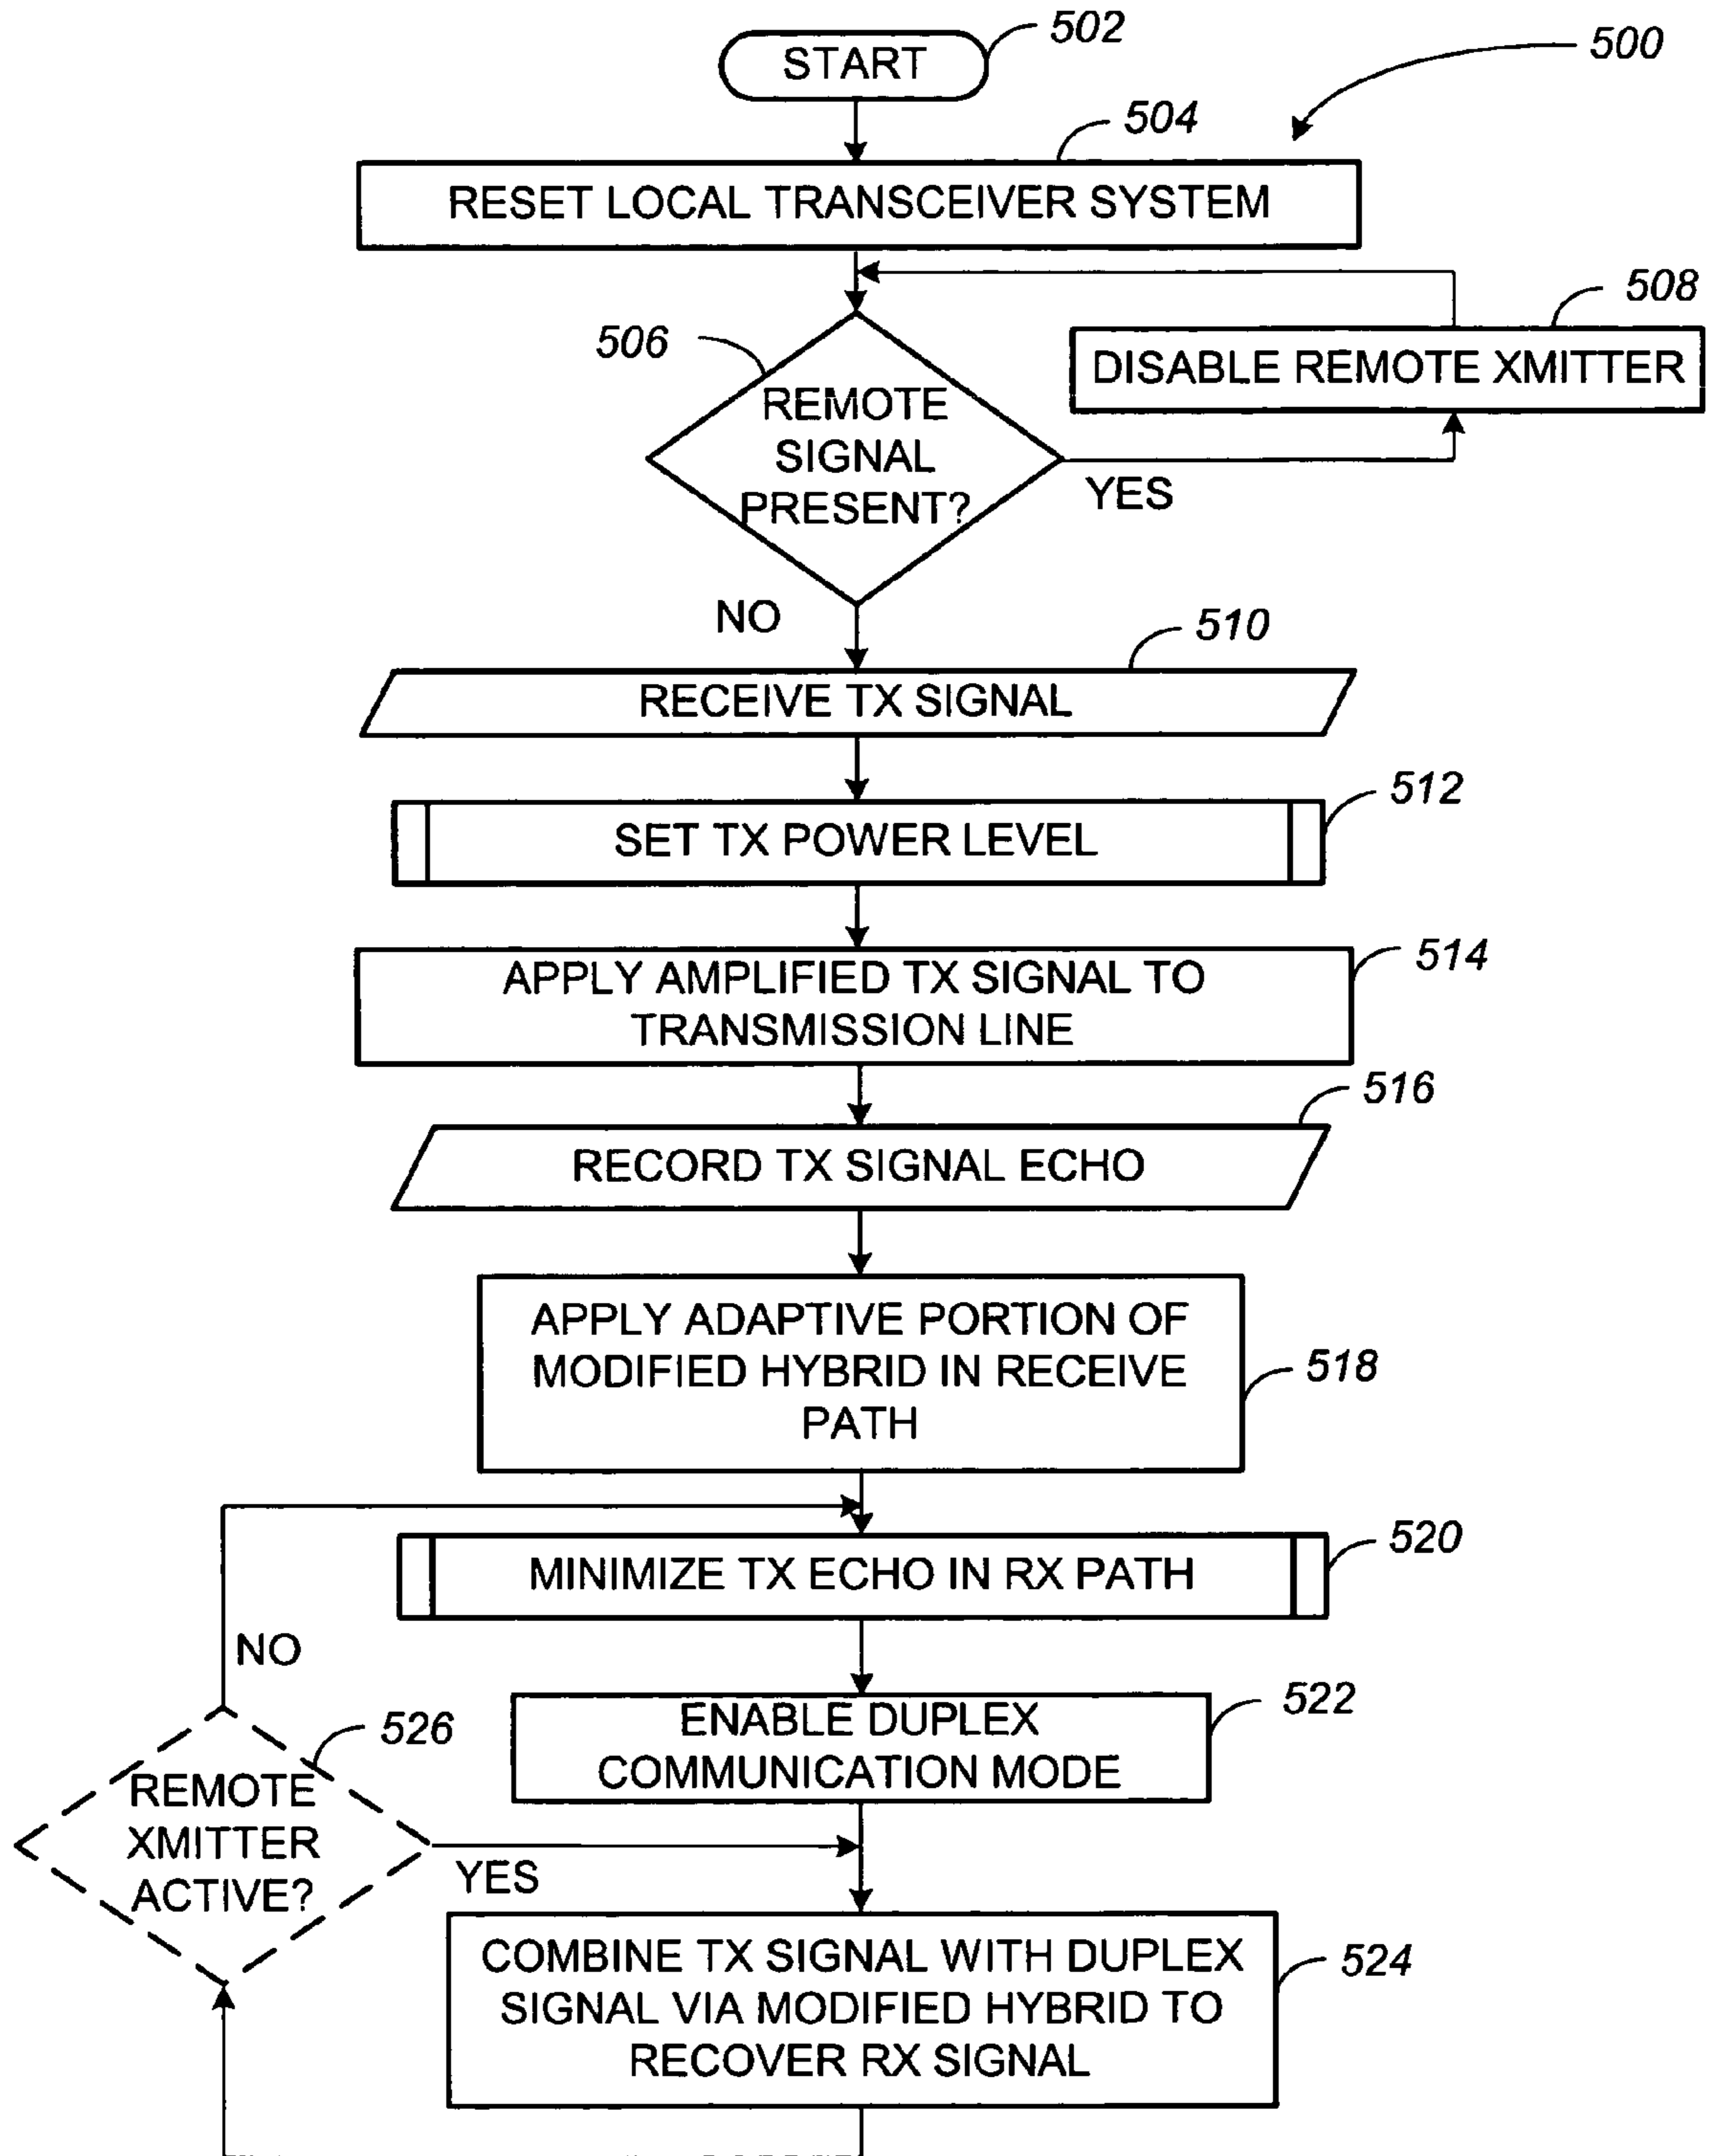 START
502
500
504
RESET LOCAL TRANSCEIVER SYSTEM
508
506
DISABLE REMOTE XMITTER
REMOTE
SIGNAL
PRESENT?
YES
NO
510
RECEIVE TX SIGNAL
512
SET TX POWER LEVEL
514
APPLY AMPLIFIED TX SIGNAL TO
TRANSMISSION LINE
516
RECORD TX SIGNAL ECHO
APPLY ADAPTIVE PORTION OF
MODIFIED HYBRID IN RECEIVE
PATH
518
520
MINIMIZE TX ECHO IN RX PATH
NO
522
ENABLE DUPLEX
COMMUNICATION MODE
526
REMOTE
XMITTER
ACTIVE?
YES
COMBINE TX SIGNAL WITH DUPLEX
SIGNAL VIA MODIFIED HYBRID TO
RECOVER RX SIGNAL
524